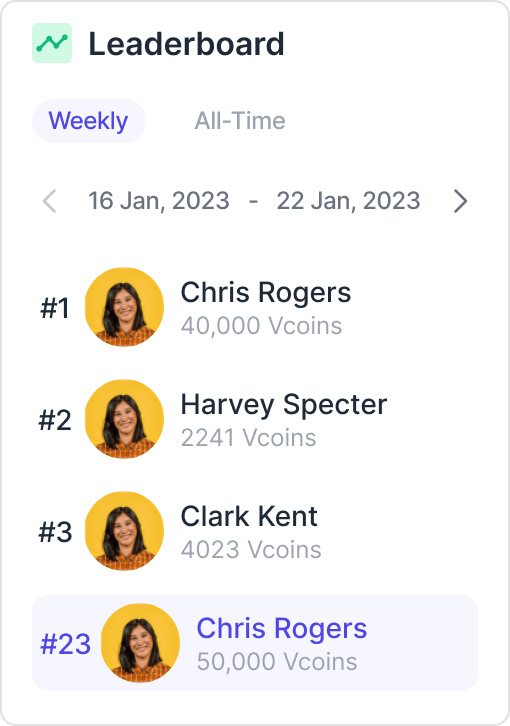 Leaderboard
Weekly All-Time
16 Jan, 2023 - 22 Jan, 2023
#1 Chris Rogers
40,000 Vcoins
#2 Harvey Specter
2241 Vcoins
#3 Clark Kent
4023 Vcoins
#23 Chris Rogers
50,000 Vcoins